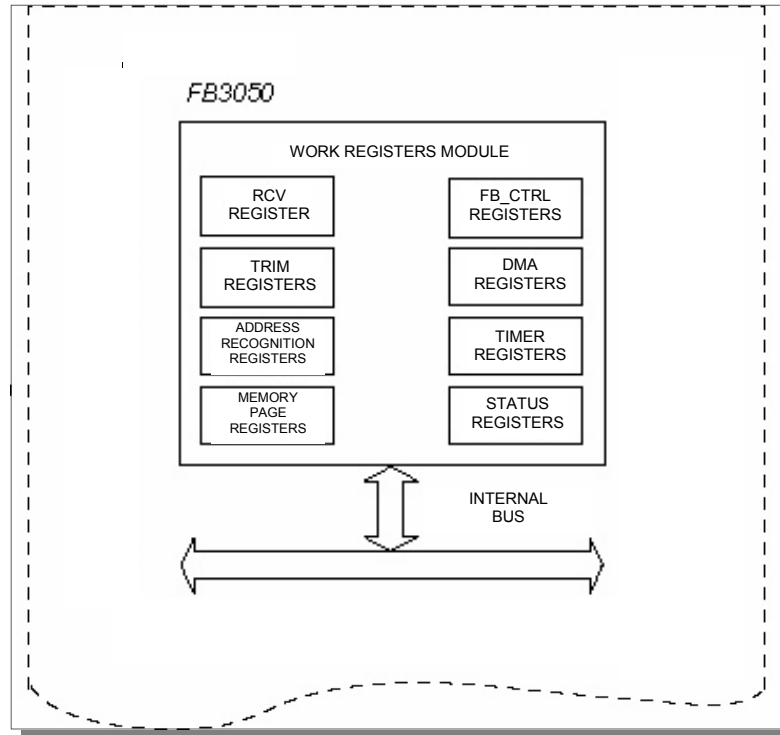 FB3050
WORK REGISTERS MODULE
RCV
REGISTER
TRIM
REGISTERS
ADDRESS
RECOGNITION
REGISTERS
MEMORY
PAGE
REGISTERS
FB_CTRL
REGISTERS
DMA
REGISTERS
TIMER
REGISTERS
STATUS
REGISTERS
INTERNAL
BUS